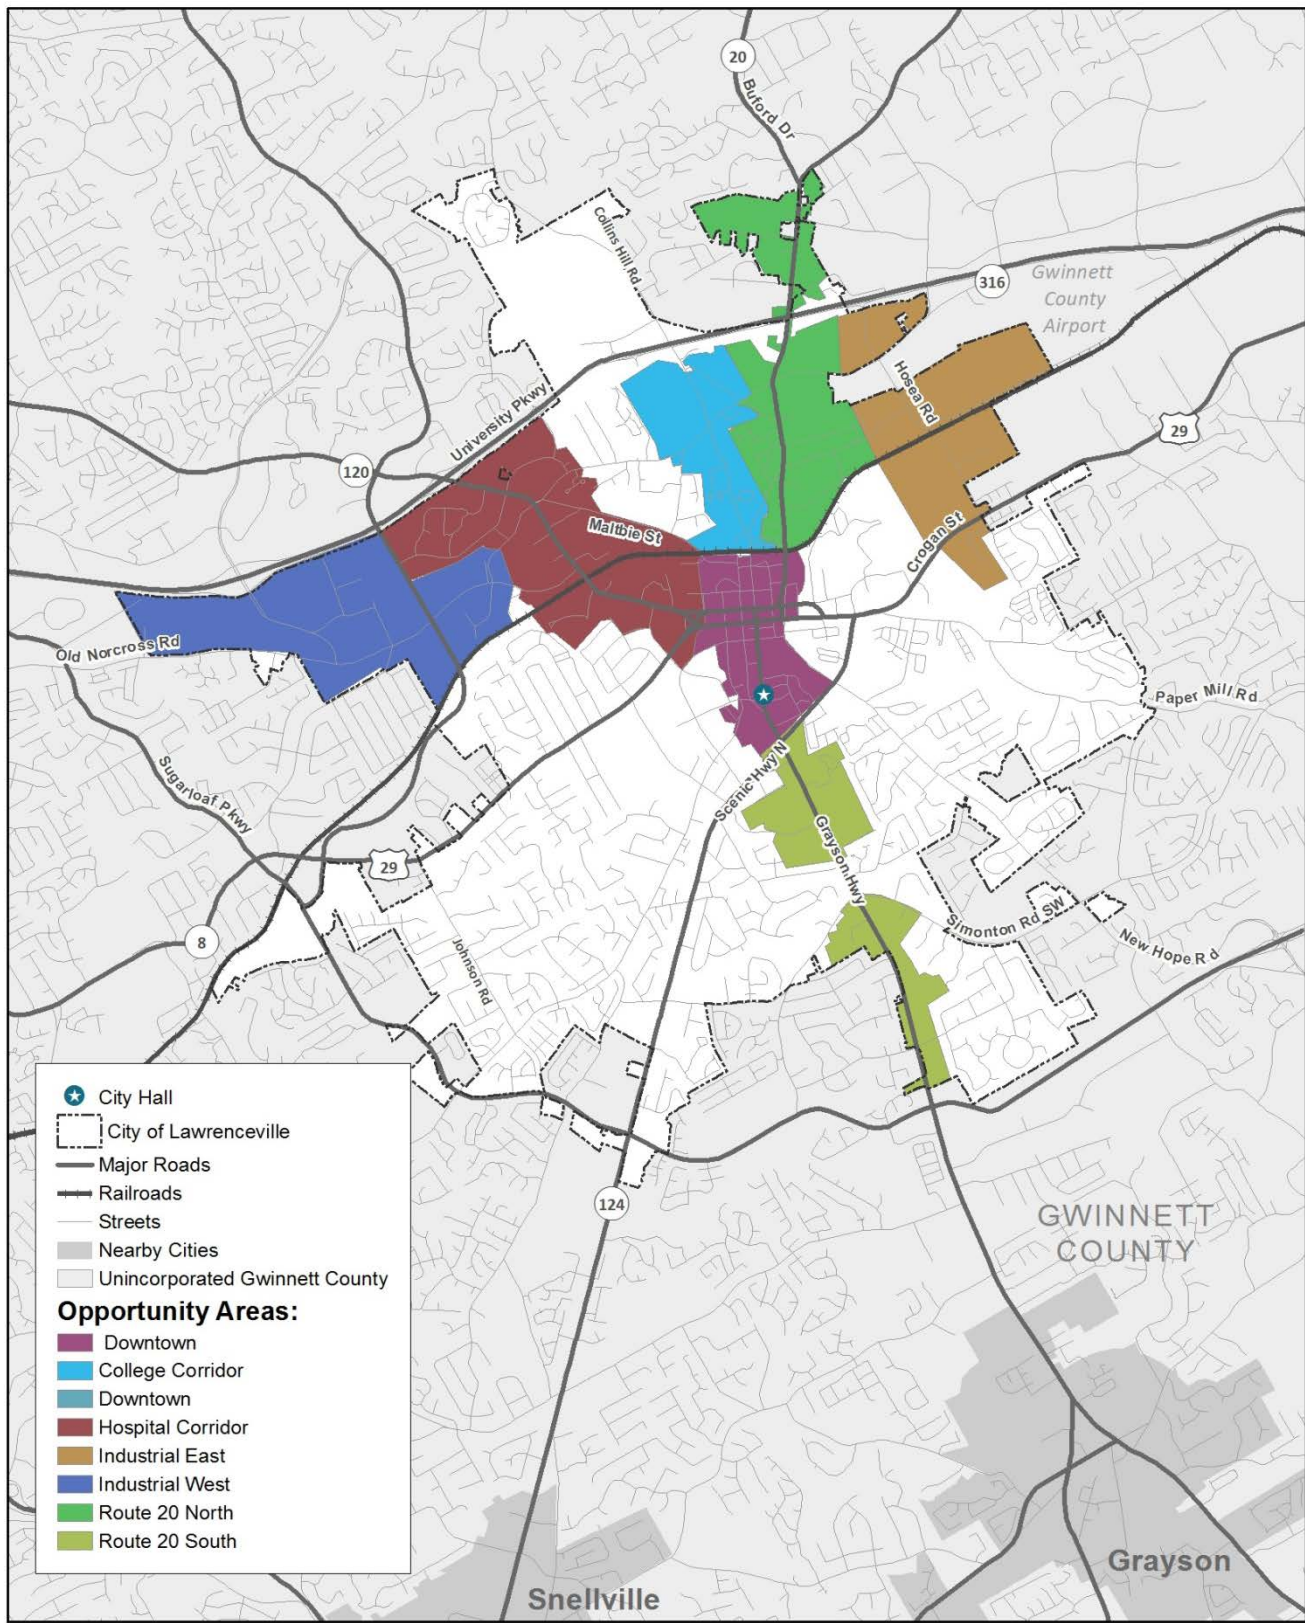 20
Buford Dr
Collins Hill Rd
316
Gwinnett
County
Airport
University Pkwy
Hosea Rd
29
120
Maltbie St
Crogan St
Old Norcross Rd
Paper Mill Rd
Sugarloaf Pkwy
Scenic Hwy N
Grayson Hwy
29
Simonton Rd SW
New Hope Rd
8
Johnson Rd
124
GWINNETT
COUNTY
Grayson
Snellville
City Hall
City of Lawrenceville
Major Roads
Railroads
Streets
Nearby Cities
Unincorporated Gwinnett County
Opportunity Areas:
Downtown
College Corridor
Downtown
Hospital Corridor
Industrial East
Industrial West
Route 20 North
Route 20 South